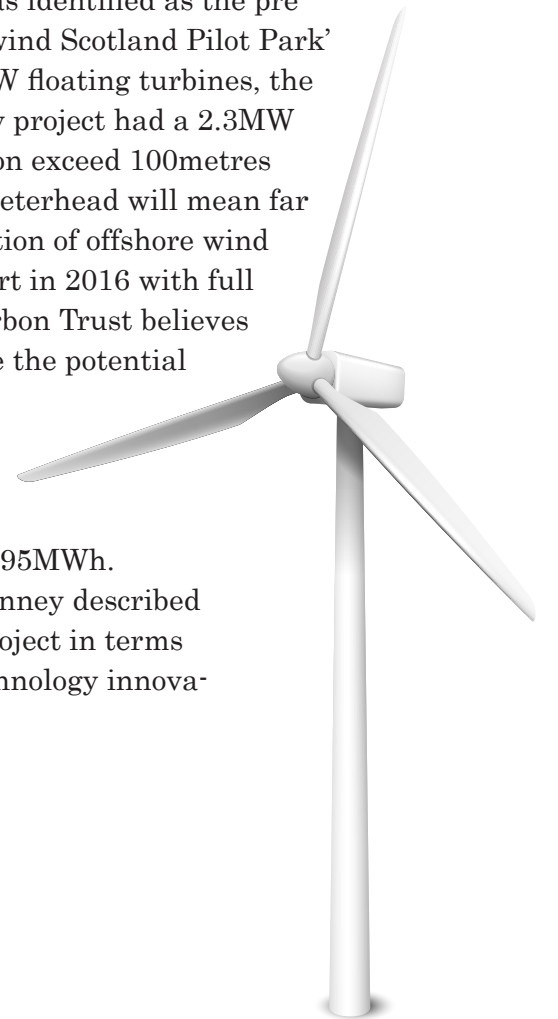 s identified as the pre
wind Scotland Pilot Park’
W floating turbines, the
y project had a 2.3MW
on exceed 100metres
eterhead will mean far
tion of offshore wind
rt in 2016 with full
rbon Trust believes
e the potential
95MWh.
nney described
oject in terms
hnology innova-